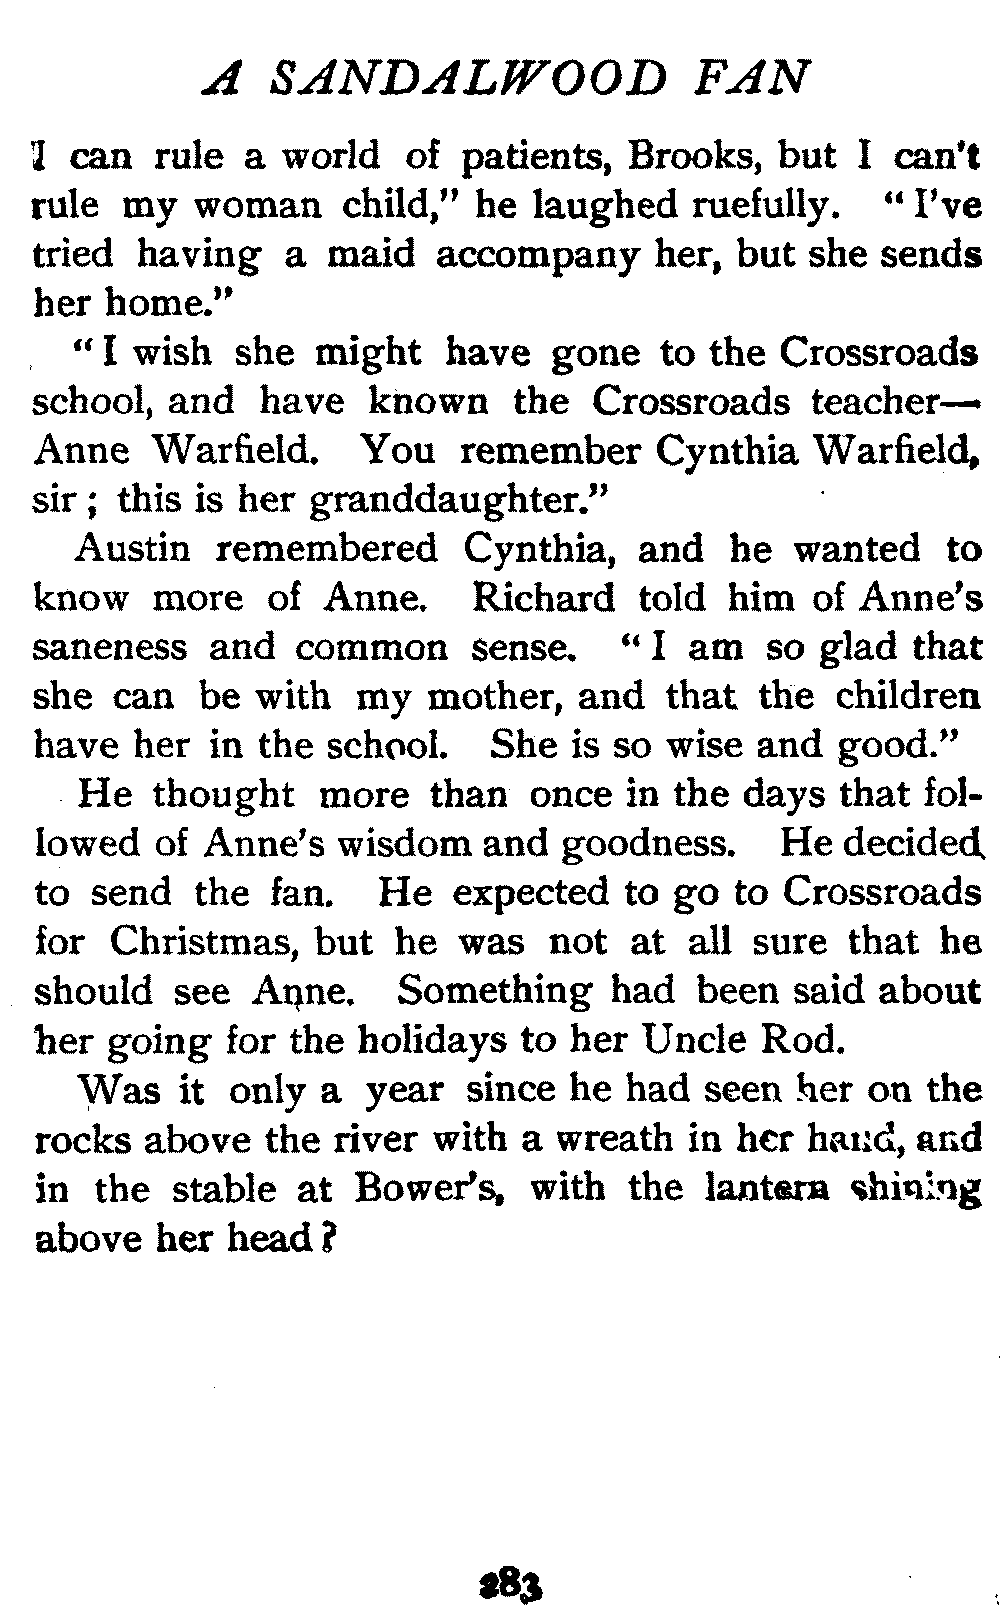 A SANDALWOOD FAN
I can rule a world of patients, Brooks, but I can't
rule my woman child," he laughed ruefully. "I've
tried having a maid accompany her, but she sends
her home."
"I wish she might have gone to the Crossroads
school, and have known the Crossroads teacher—
Anne Warfield. You remember Cynthia Warfield,
sir; this is her granddaughter."
Austin remembered Cynthia, and he wanted to
know more of Anne. Richard told him of Anne's
saneness and common sense. "I am so glad that
she can be with my mother, and that the children
have her in the school. She is so wise and good."
He thought more than once in the days that fol-
lowed of Anne's wisdom and goodness. He decided
to send the fan. He expected to go to Crossroads
for Christmas, but he was not at all sure that he
should see Anne. Something had been said about
her going for the holidays to her Uncle Rod.
Was it only a year since he had seen her on the
rocks above the river with a wreath in her hand, and
in the stable at Bower's, with the lantern shining
above her head?
283